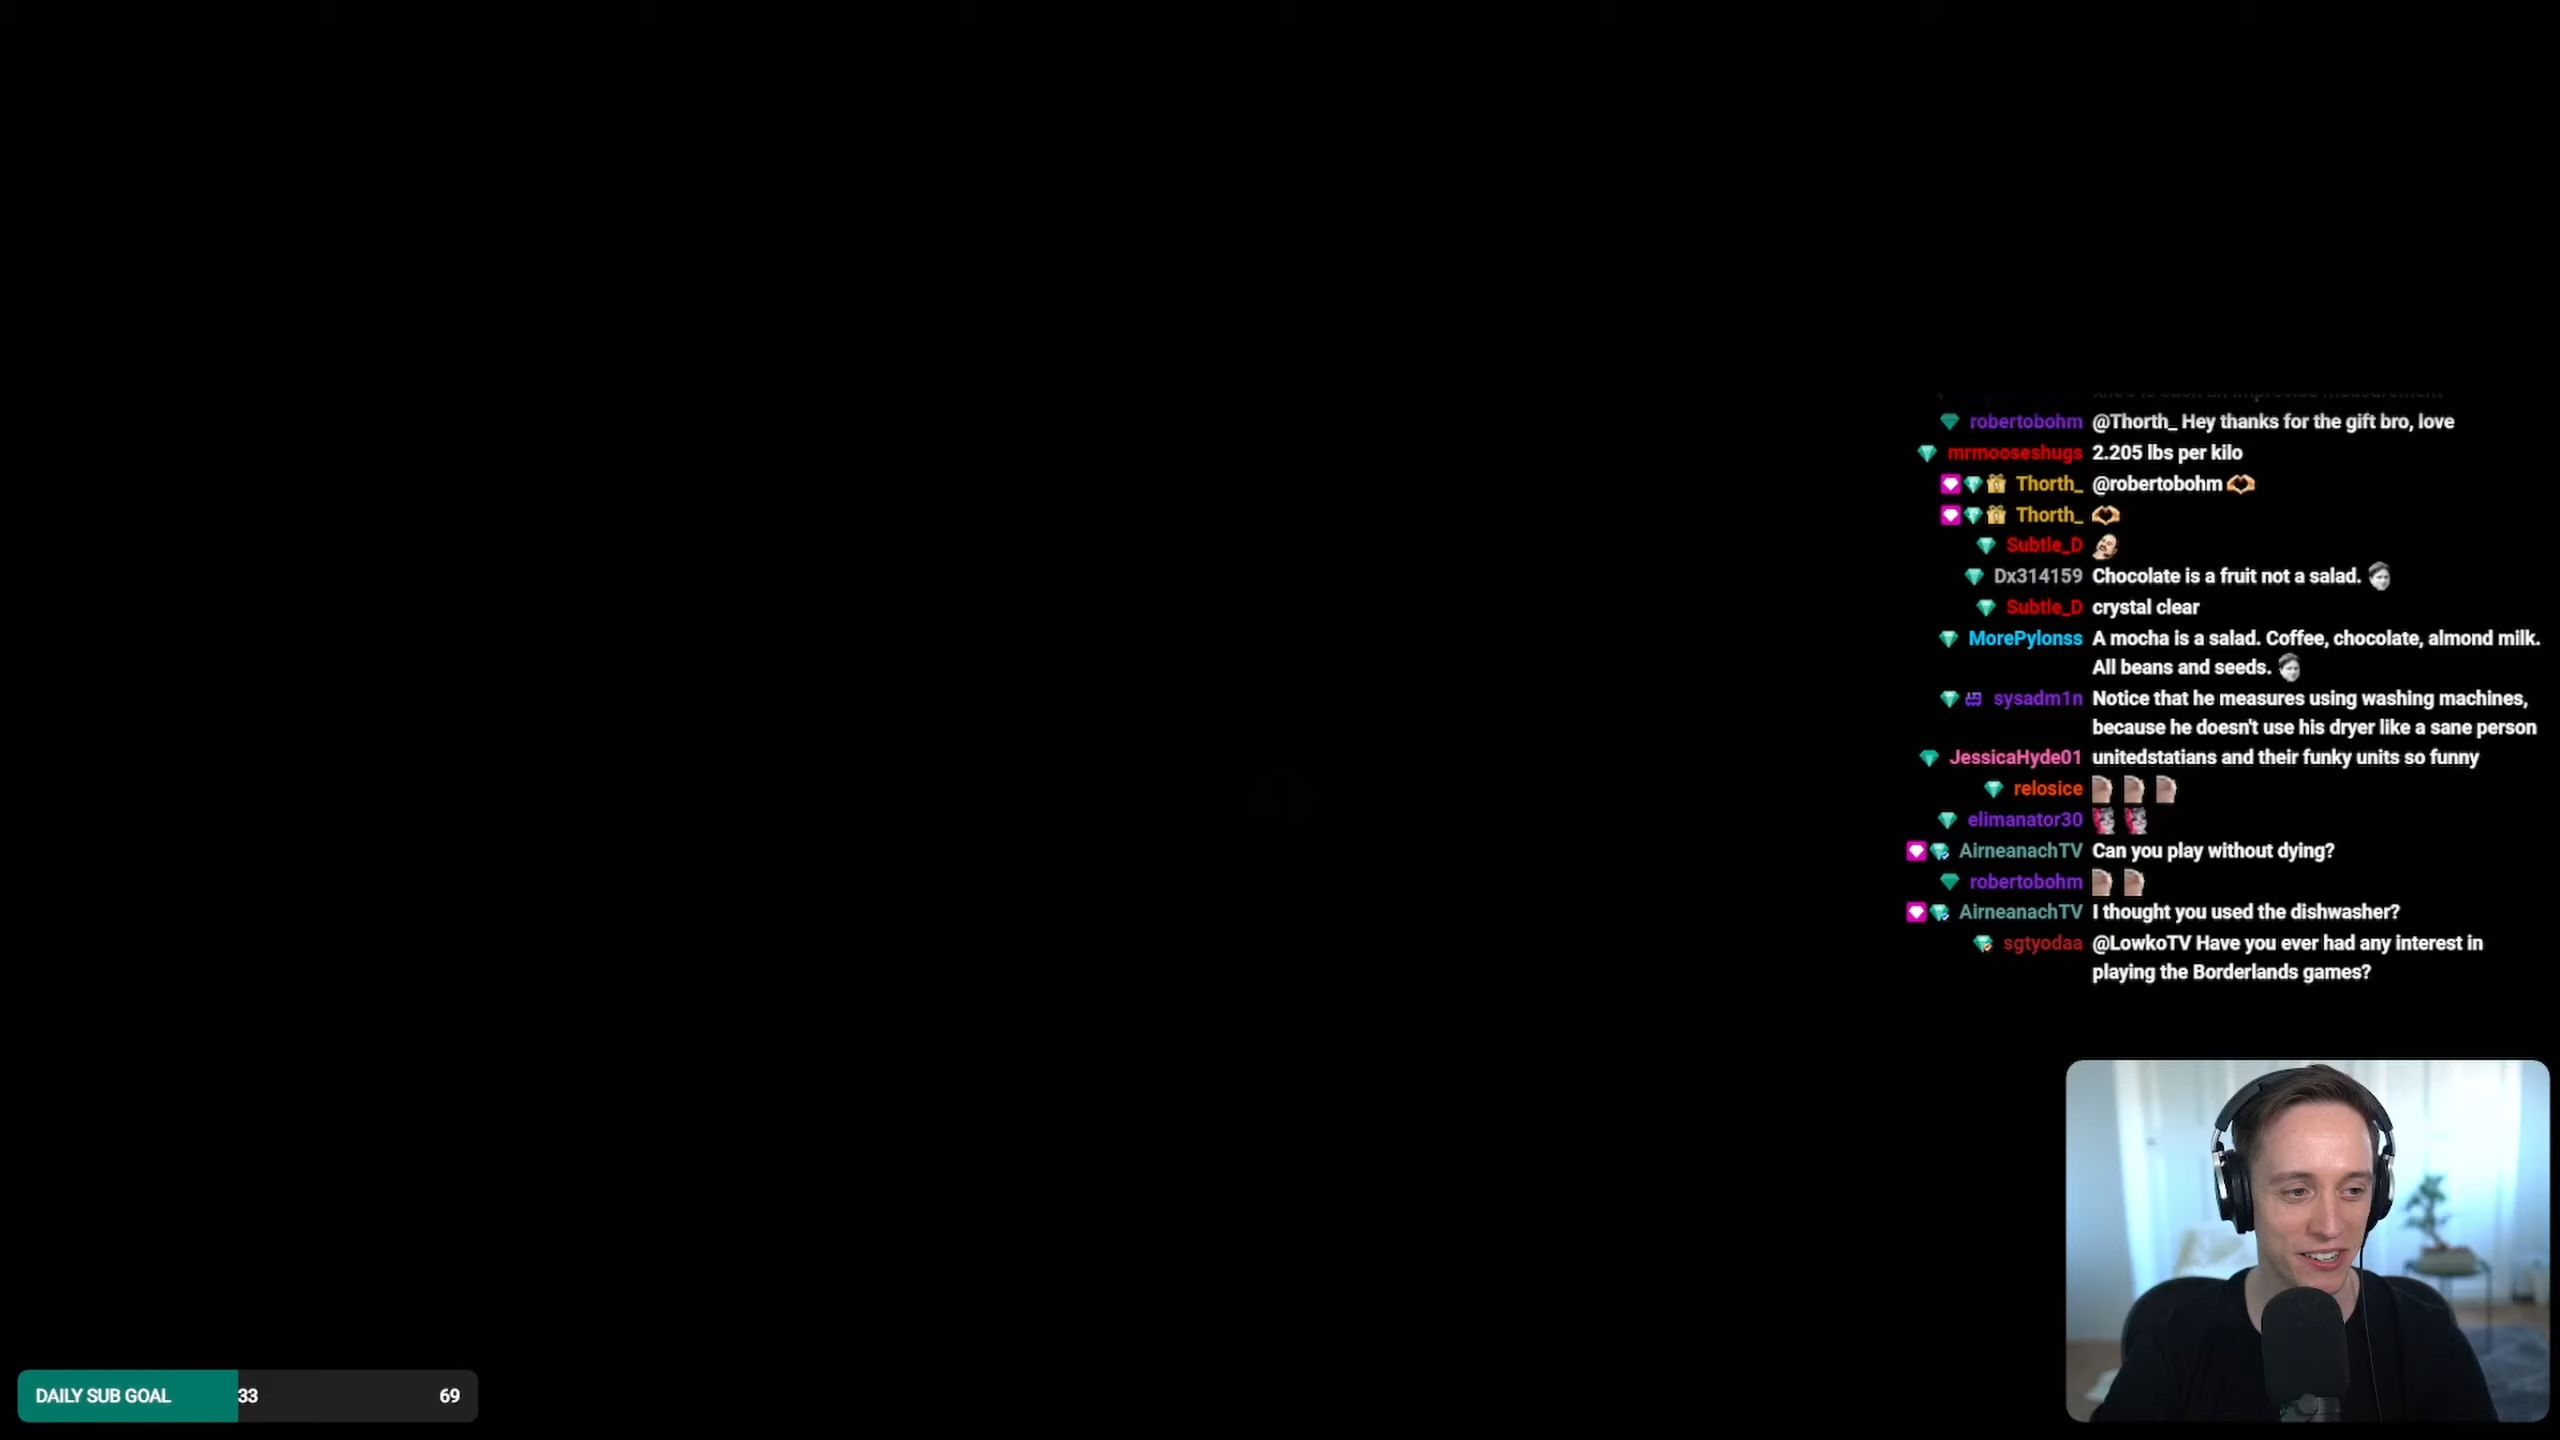 robertobohm @Thorth_ Hey thanks for the gift bro, love
mrmooseshugs 2.205 lbs per kilo
Thorth_ @robertobohm
Thorth_
Subtle_D
Dx314159 Chocolate is a fruit not a salad.
Subtle_D crystal clear
MorePylonss A mocha is a salad. Coffee, chocolate, almond milk.
All beans and seeds.
sysadm1n Notice that he measures using washing machines,
because he doesn't use his dryer like a sane person
JessicaHyde01 unitedstatians and their funky units so funny
relosice
elimanator30
AirneanachTV Can you play without dying?
robertobohm
AirneanachTV I thought you used the dishwasher?
sgtyodaa @LowkoTV Have you ever had any interest in
playing the Borderlands games?
DAILY SUB GOAL 33 69